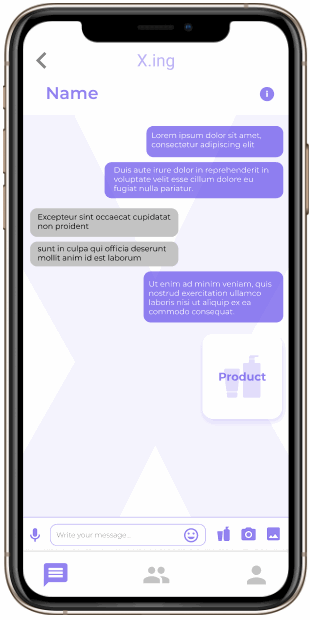 X.ing
Name
i
Lorem ipsum dolor sit amet,
consectetur adipiscing elit
Duis aute irure dolor in reprehenderit in
voluptate velit esse cillum dolore eu
fugiat nulla pariatur.
Excepteur sint occaecat cupidatat
non proident
sunt in culpa qui officia deserunt
mollit anim id est laborum
Ut enim ad minim veniam, quis
nostrud exercitation ullamco
laboris nisi ut aliquip ex ea
commodo consequat
Product
Write your message...